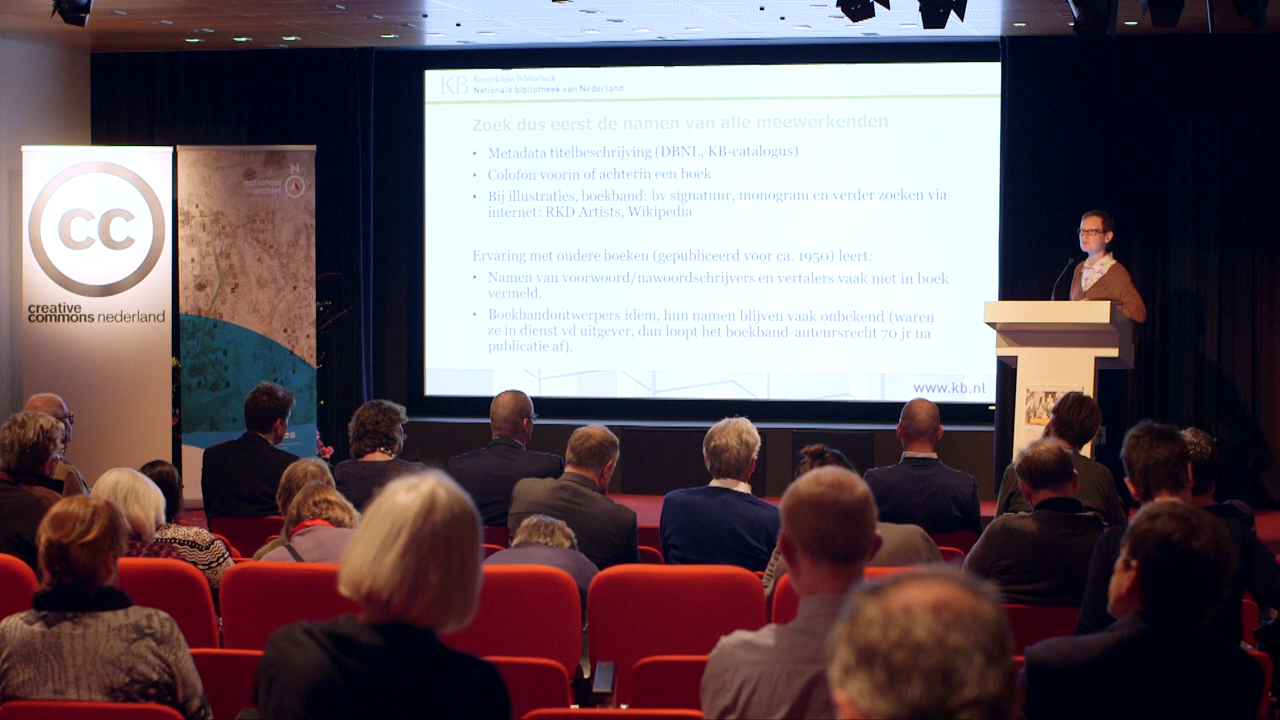 KB Koninklijke Bibliotheek
Nationale bibliotheek van Nederland
Zoek dus eerst de namen van alle meewerkenden
• Metadata titelbeschrijving (DBNL, KB-catalogus)
• Colofon voorin of achterin een boek
• Bij illustraties, boekband: bv signatuur, monogram en verder zoeken via
internet: RKD Artists, Wikipedia
Ervaring met oudere boeken (gepubliceerd voor ca. 1950) leert:
• Namen van voorwoord/nawoordschrijvers en vertalers vaak niet in boek
vermeld.
• Boekbandontwerpers idem, hun namen blijven vaak onbekend (waren
ze in dienst vd uitgever, dan loopt het boekband-auteursrecht 70 jr na
publicatie af).
www.kb.nl
cc
creative
commons nederland
nationaal
archief
N